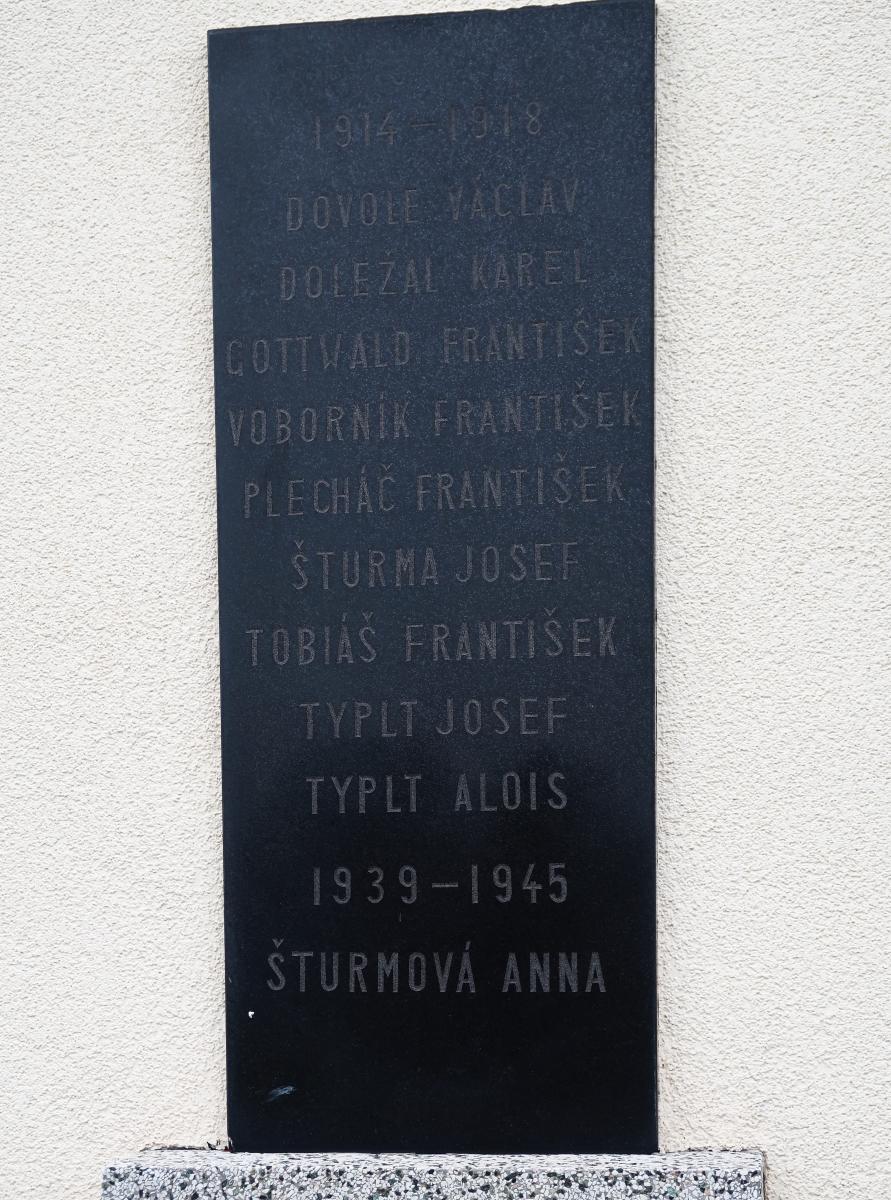 1914–1918
DOVOLE VÁCLAV
DOLEŽAL KAREL
GOTTWALD FRANTIŠEK
VOBORNÍK FRANTIŠEK
PLECHÁČ FRANTIŠEK
ŠTURMA JOSEF
TOBIÁŠ FRANTIŠEK
TYPLT JOSEF
TYPLT ALOIS
1939–1945
ŠTURMOVÁ ANNA